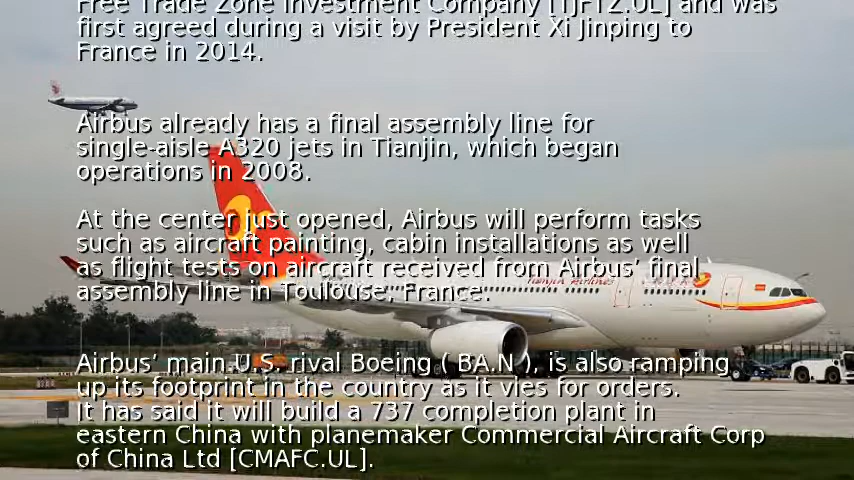 Free Trade Zone Investment Company [TJFTZ.UL] and was
first agreed during a visit by President Xi Jinping to
France in 2014.
Airbus already has a final assembly line for
single-aisle A320 jets in Tianjin, which began
operations in 2008.
At the center just opened, Airbus will perform tasks
such as aircraft painting, cabin installations as well
as flight tests on aircraft received from Airbus’ final
assembly line in Toulouse, France.
Tianjin Airlines
Airbus’ main U.S. rival Boeing ( BA.N ), is also ramping
up its footprint in the country as it vies for orders.
It has said it will build a 737 completion plant in
eastern China with planemaker Commercial Aircraft Corp
of China Ltd [CMAFC.UL].